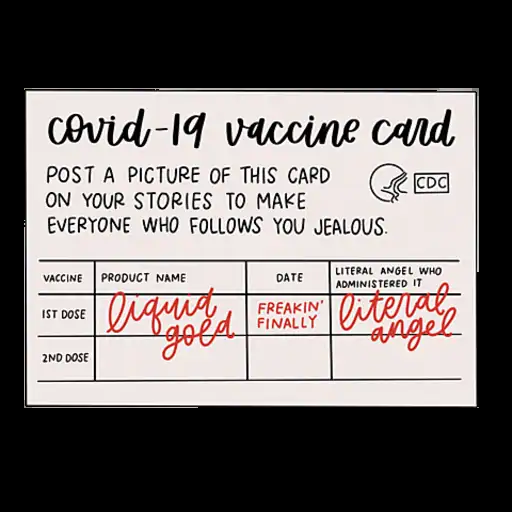 covid-19 vaccine card
POST A PICTURE OF THIS CARD
ON YOUR STORIES TO MAKE
EVERYONE WHO FOLLOWS YOU JEALOUS.
CDC
VACCINE
PRODUCT NAME
DATE
LITERAL ANGEL WHO
ADMINISTERED IT
1ST DOSE
liquid
gold
FREAKIN'
FINALLY
literal
angel
2ND DOSE